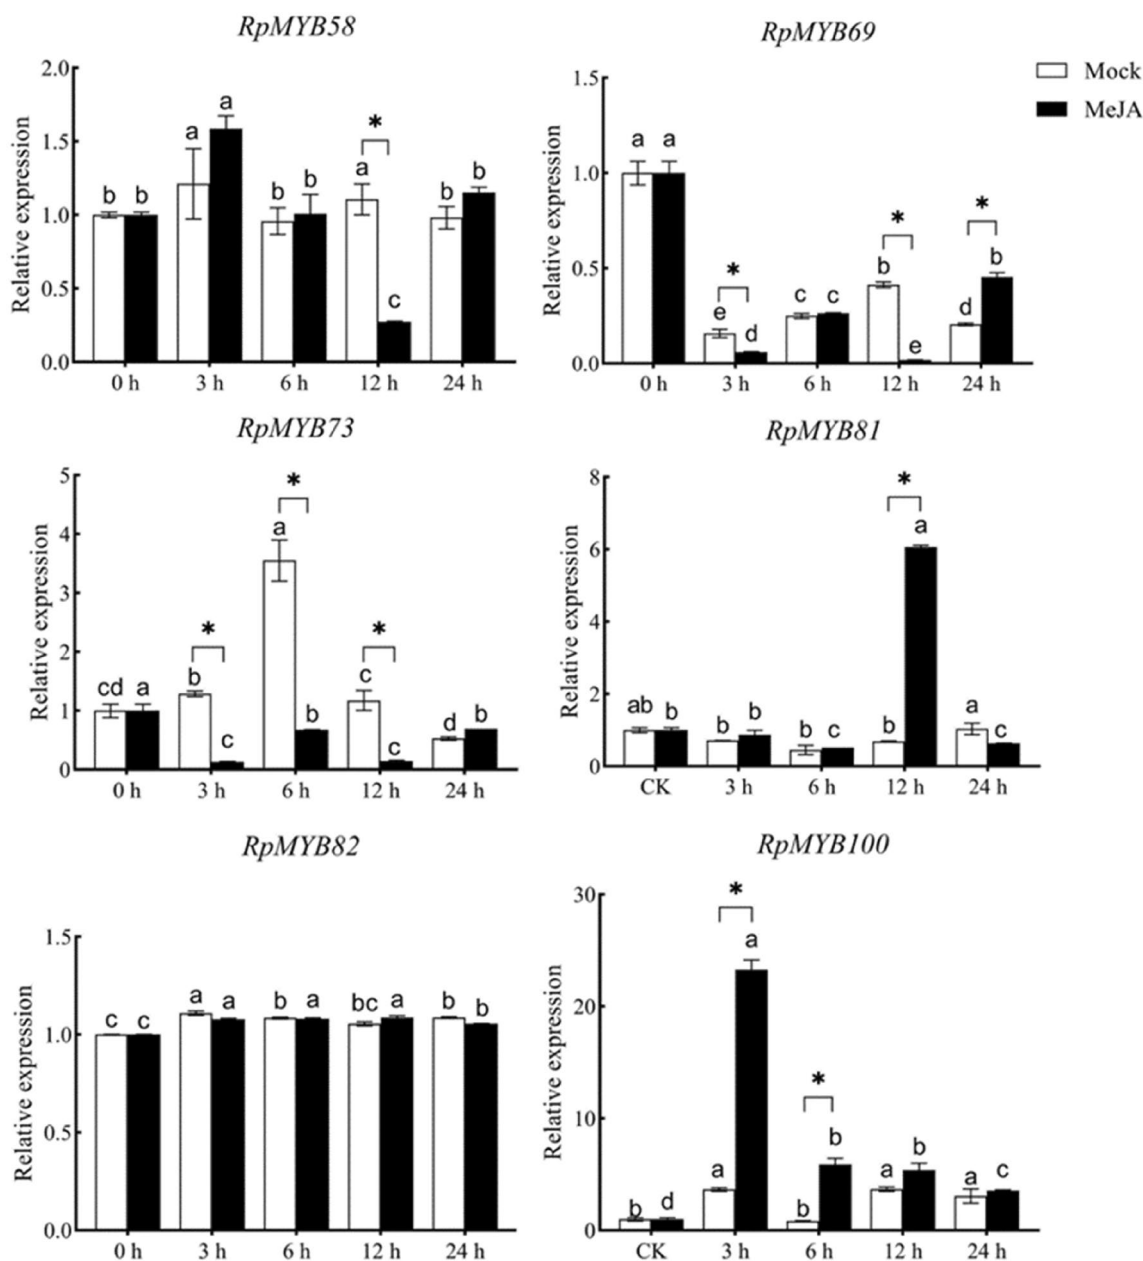 RpMYB58
Relative expression
2.0
1.5
1.0
0.5
0.0
b b a a b b a * c b b
0 h 3 h 6 h 12 h 24 h
RpMYB69
Mock
MeJA
Relative expression
1.5
1.0
0.5
0.0
a a e * d c c b * e d * b
0 h 3 h 6 h 12 h 24 h
RpMYB73
Relative expression
5
4
3
2
1
0
cd a b * c a * b c * c d b
0 h 3 h 6 h 12 h 24 h
RpMYB81
Relative expression
8
6
4
2
0
ab b b b b c b * a a c
CK 3 h 6 h 12 h 24 h
RpMYB82
Relative expression
1.5
1.0
0.5
0.0
c c a a b a bc a b b
0 h 3 h 6 h 12 h 24 h
RpMYB100
Relative expression
30
20
10
0
b d a * a b * b a b a c
CK 3 h 6 h 12 h 24 h